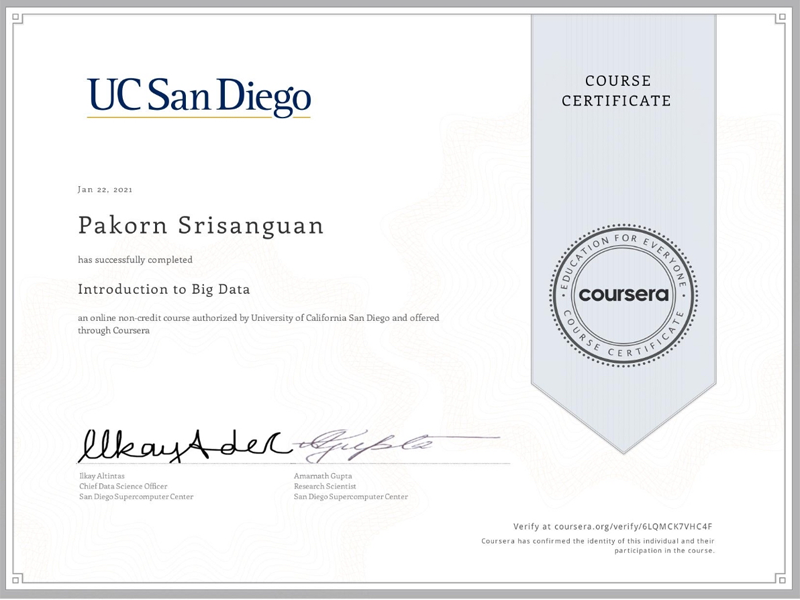 UC San Diego
COURSE
CERTIFICATE
Jan 22, 2021
Pakorn Srisanguan
has successfully completed
Introduction to Big Data
an online non-credit course authorized by University of California San Diego and offered
through Coursera
EDUCATION FOR EVERYONE
coursera
COURSE CERTIFICATE
Ilkay Altintas
Chief Data Science Officer
San Diego Supercomputer Center
Amarnath Gupta
Research Scientist
San Diego Supercomputer Center
Verify at coursera.org/verify/6LQMCK7VHC4F
Coursera has confirmed the identity of this individual and their
participation in the course.